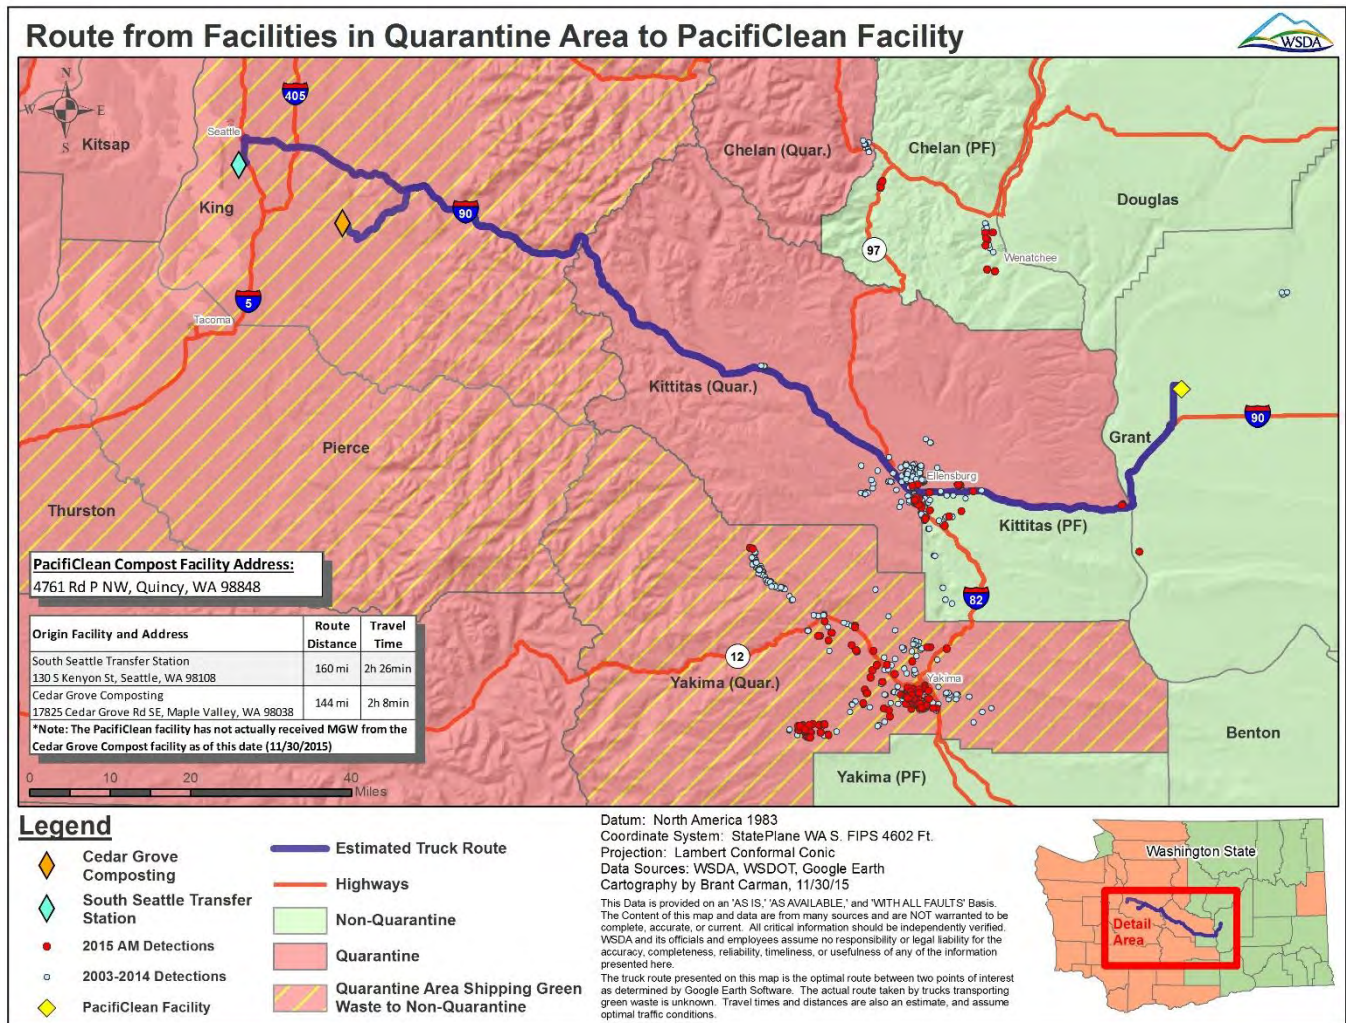 Route from Facilities in Quarantine Area to PacifiClean Facility
WSDA
N
W
E
S
405
Seattle
Kitsap
King
90
5
Tacoma
Chelan (Quar.)
Chelan (PF)
Douglas
97
Wenatchee
Kittitas (Quar.)
Pierce
Grant
90
Ellensburg
Kittitas (PF)
Thurston
82
12
Yakima (Quar.)
Yakima
Benton
Yakima (PF)
PacifiClean Compost Facility Address:
4761 Rd P NW, Quincy, WA 98848
Origin Facility and Address
Route Distance
Travel Time
South Seattle Transfer Station
130 S Kenyon St, Seattle, WA 98108
160 mi
2h 26min
Cedar Grove Composting
17825 Cedar Grove Rd SE, Maple Valley, WA 98038
144 mi
2h 8min
*Note: The PacifiClean facility has not actually received MGW from the
Cedar Grove Compost facility as of this date (11/30/2015)
0 10 20 40
Miles
Legend
Cedar Grove
Composting
South Seattle Transfer
Station
2015 AM Detections
2003-2014 Detections
PacifiClean Facility
Estimated Truck Route
Highways
Non-Quarantine
Quarantine
Quarantine Area Shipping Green
Waste to Non-Quarantine
Datum: North America 1983
Coordinate System: StatePlane WA S. FIPS 4602 Ft.
Projection: Lambert Conformal Conic
Data Sources: WSDA, WSDOT, Google Earth
Cartography by Brant Carman, 11/30/15
This Data is provided on an 'AS IS,' 'AS AVAILABLE,' and 'WITH ALL FAULTS' Basis.
The Content of this map and data are from many sources and are NOT warranted to be
complete, accurate, or current. All critical information should be independently verified.
WSDA and its officials and employees assume no responsibility or legal liability for the
accuracy, completeness, reliability, timeliness, or usefulness of any of the information
presented here.
The truck route presented on this map is the optimal route between two points of interest
as determined by Google Earth Software. The actual route taken by trucks transporting
green waste is unknown. Travel times and distances are also an estimate, and assume
optimal traffic conditions.
Washington State
Detail
Area